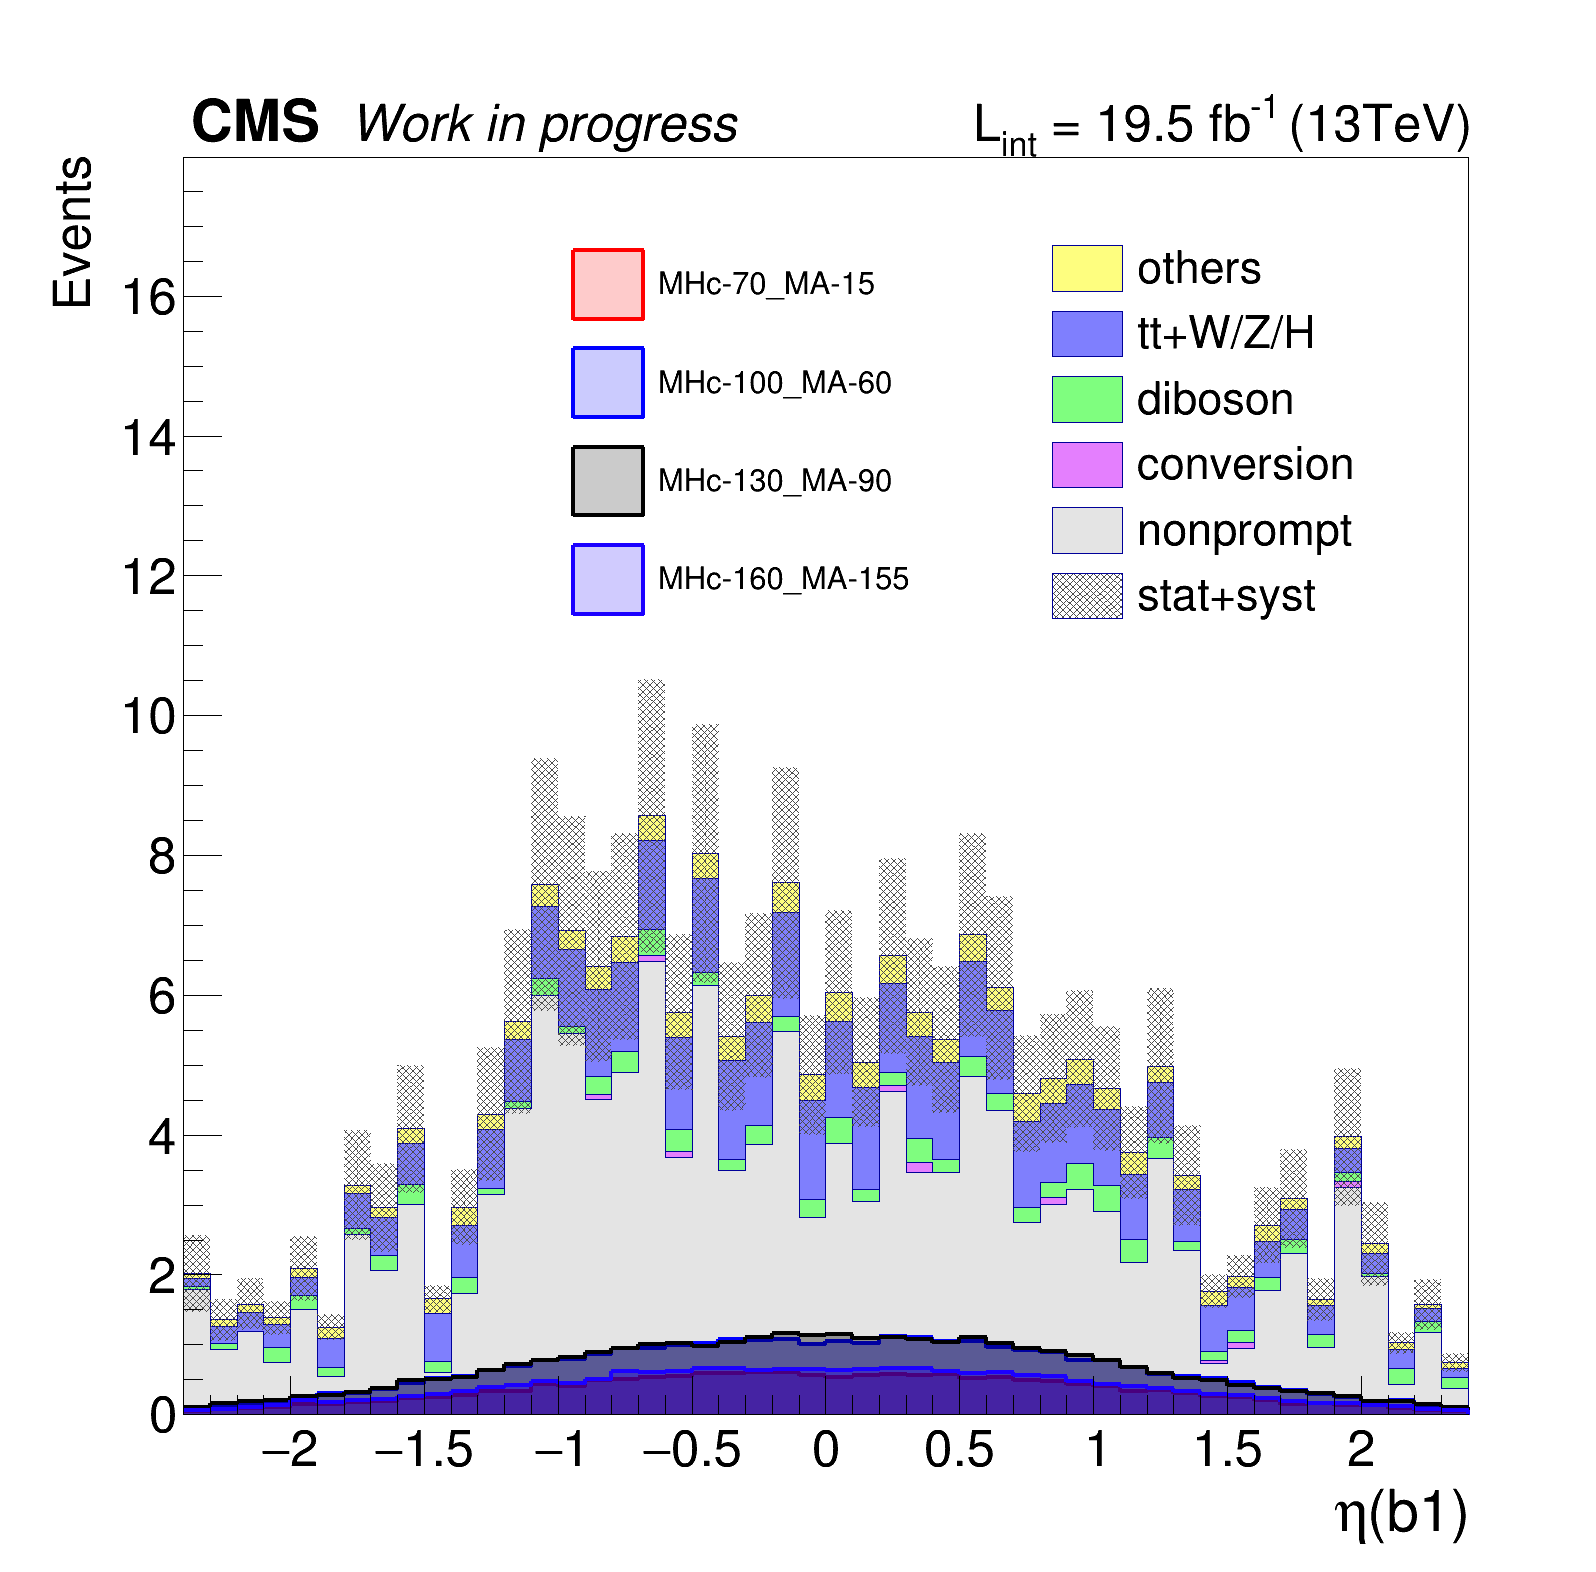 CMS Work in progress L_int = 19.5 fb^-1 (13TeV)
Events
MHc-70_MA-15
MHc-100_MA-60
MHc-130_MA-90
MHc-160_MA-155
others
tt+W/Z/H
diboson
conversion
nonprompt
stat+syst
16
14
12
10
8
6
4
2
0
−2 −1.5 −1 −0.5 0 0.5 1 1.5 2
η(b1)